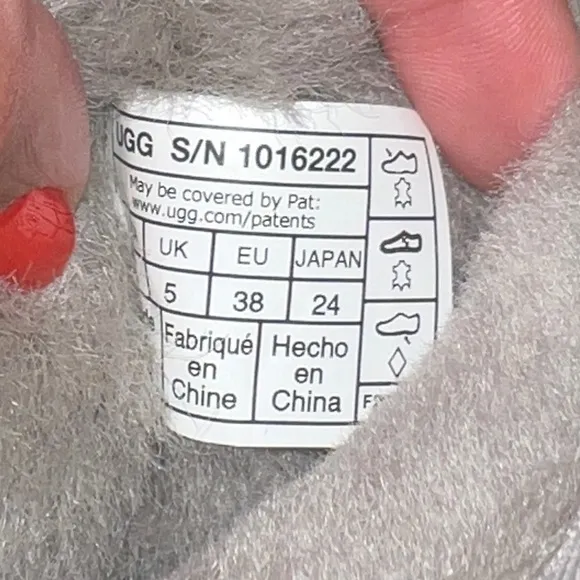 UGG S/N 1016222
May be covered by Pat:
www.ugg.com/patents
UK EU JAPAN
5 38 24
Fabriqué Hecho
en en
Chine China